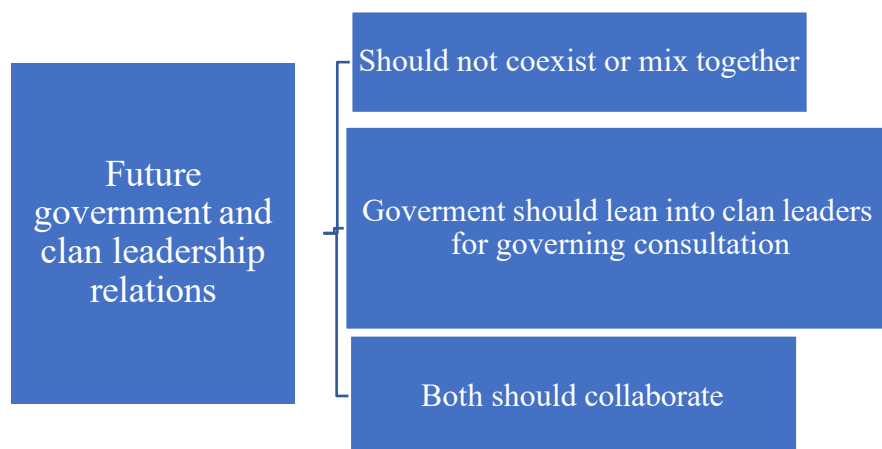 Future
government and
clan leadership
relations
Should not coexist or mix together
Goverment should lean into clan leaders
for governing consultation
Both should collaborate